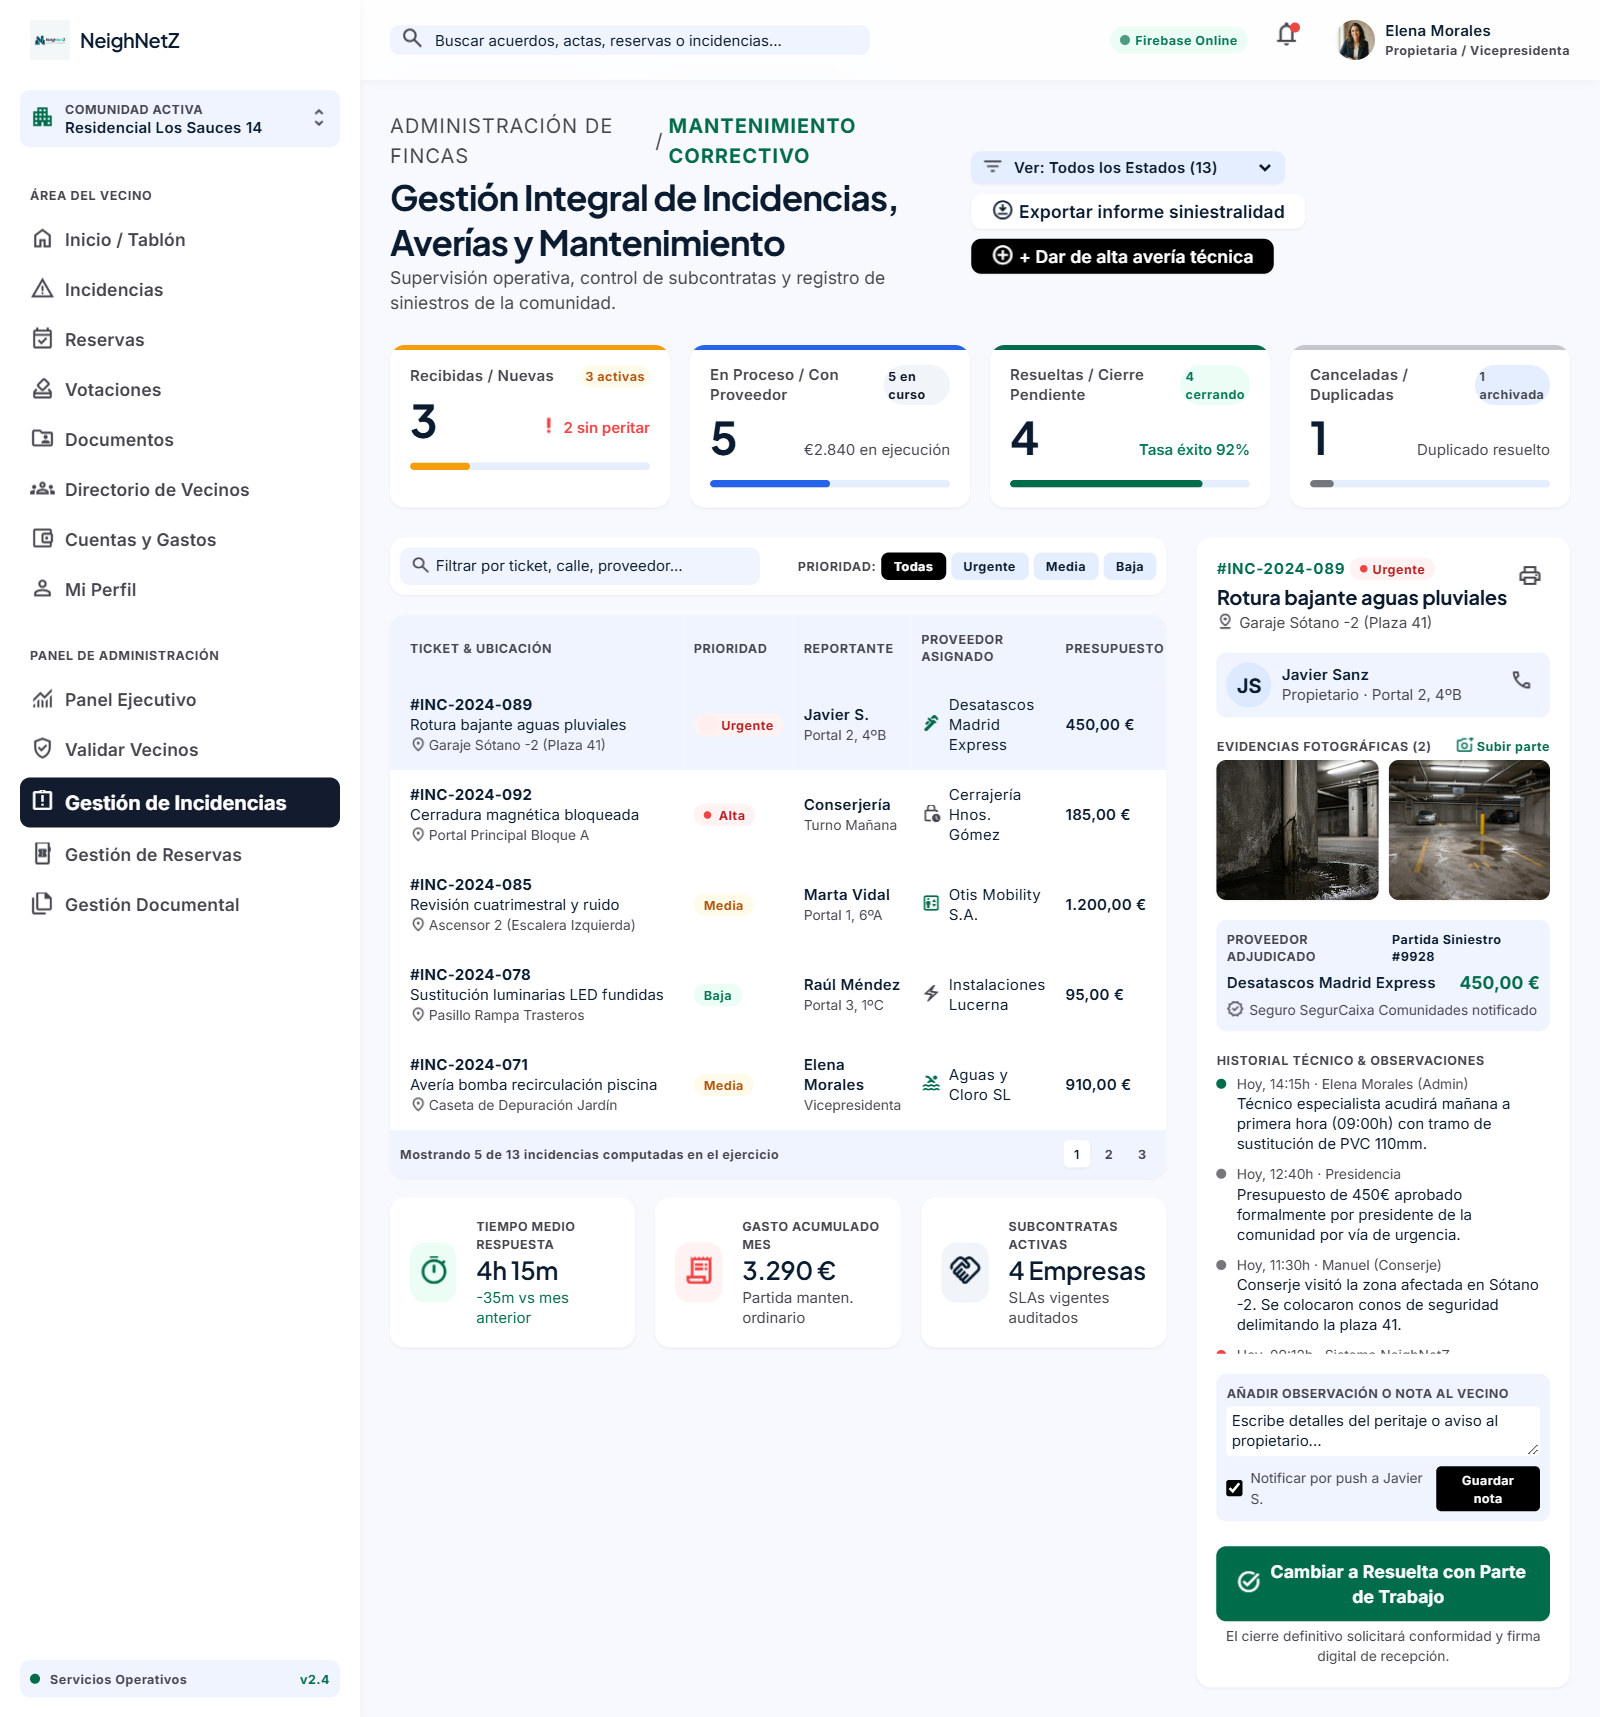 NeighNetZ
COMUNIDAD ACTIVA
Residencial Los Sauces 14
ÁREA DEL VECINO
Inicio / Tablón
Incidencias
Reservas
Votaciones
Documentos
Directorio de Vecinos
Cuentas y Gastos
Mi Perfil
PANEL DE ADMINISTRACIÓN
Panel Ejecutivo
Validar Vecinos
Gestión de Incidencias
Gestión de Reservas
Gestión Documental
Servicios Operativos
v2.4
Buscar acuerdos, actas, reservas o incidencias...
Firebase Online
Elena Morales
Propietaria / Vicepresidenta
ADMINISTRACIÓN DE
FINCAS
/
MANTENIMIENTO
CORRECTIVO
Gestión Integral de Incidencias,
Averías y Mantenimiento
Supervisión operativa, control de subcontratas y registro de
siniestros de la comunidad.
Ver: Todos los Estados (13)
Exportar informe siniestralidad
+ Dar de alta avería técnica
Recibidas / Nuevas
3 activas
3
2 sin peritar
En Proceso / Con
Proveedor
5 en
curso
5
€2.840 en ejecución
Resueltas / Cierre
Pendiente
4
cerrando
4
Tasa éxito 92%
Canceladas /
Duplicadas
1
archivada
1
Duplicado resuelto
Filtrar por ticket, calle, proveedor...
PRIORIDAD:
Todas
Urgente
Media
Baja
TICKET & UBICACIÓN
PRIORIDAD
REPORTANTE
PROVEEDOR
ASIGNADO
PRESUPUESTO
#INC-2024-089
Rotura bajante aguas pluviales
Garaje Sótano -2 (Plaza 41)
Urgente
Javier S.
Portal 2, 4ºB
Desatascos
Madrid
Express
450,00 €
#INC-2024-092
Cerradura magnética bloqueada
Portal Principal Bloque A
Alta
Conserjería
Turno Mañana
Cerrajería
Hnos.
Gómez
185,00 €
#INC-2024-085
Revisión cuatrimestral y ruido
Ascensor 2 (Escalera Izquierda)
Media
Marta Vidal
Portal 1, 6ºA
Otis Mobility
S.A.
1.200,00 €
#INC-2024-078
Sustitución luminarias LED fundidas
Pasillo Rampa Trasteros
Baja
Raúl Méndez
Portal 3, 1ºC
Instalaciones
Lucerna
95,00 €
#INC-2024-071
Avería bomba recirculación piscina
Caseta de Depuración Jardín
Media
Elena
Morales
Vicepresidenta
Aguas y
Cloro SL
910,00 €
Mostrando 5 de 13 incidencias computadas en el ejercicio
1
2
3
TIEMPO MEDIO
RESPUESTA
4h 15m
-35m vs mes
anterior
GASTO ACUMULADO
MES
3.290 €
Partida manten.
ordinario
SUBCONTRATAS
ACTIVAS
4 Empresas
SLAs vigentes
auditados
#INC-2024-089
Urgente
Rotura bajante aguas pluviales
Garaje Sótano -2 (Plaza 41)
JS
Javier Sanz
Propietario · Portal 2, 4ºB
EVIDENCIAS FOTOGRÁFICAS (2)
Subir parte
PROVEEDOR
ADJUDICADO
Partida Siniestro
#9928
Desatascos Madrid Express
450,00 €
Seguro SegurCaixa Comunidades notificado
HISTORIAL TÉCNICO & OBSERVACIONES
Hoy, 14:15h · Elena Morales (Admin)
Técnico especialista acudirá mañana a
primera hora (09:00h) con tramo de
sustitución de PVC 110mm.
Hoy, 12:40h · Presidencia
Presupuesto de 450€ aprobado
formalmente por presidente de la
comunidad por vía de urgencia.
Hoy, 11:30h · Manuel (Conserje)
Conserje visitó la zona afectada en Sótano
-2. Se colocaron conos de seguridad
delimitando la plaza 41.
Hoy, 09:12h · Sistema NeighNetZ
AÑADIR OBSERVACIÓN O NOTA AL VECINO
Escribe detalles del peritaje o aviso al
propietario...
Notificar por push a Javier
S.
Guardar
nota
Cambiar a Resuelta con Parte
de Trabajo
El cierre definitivo solicitará conformidad y firma
digital de recepción.